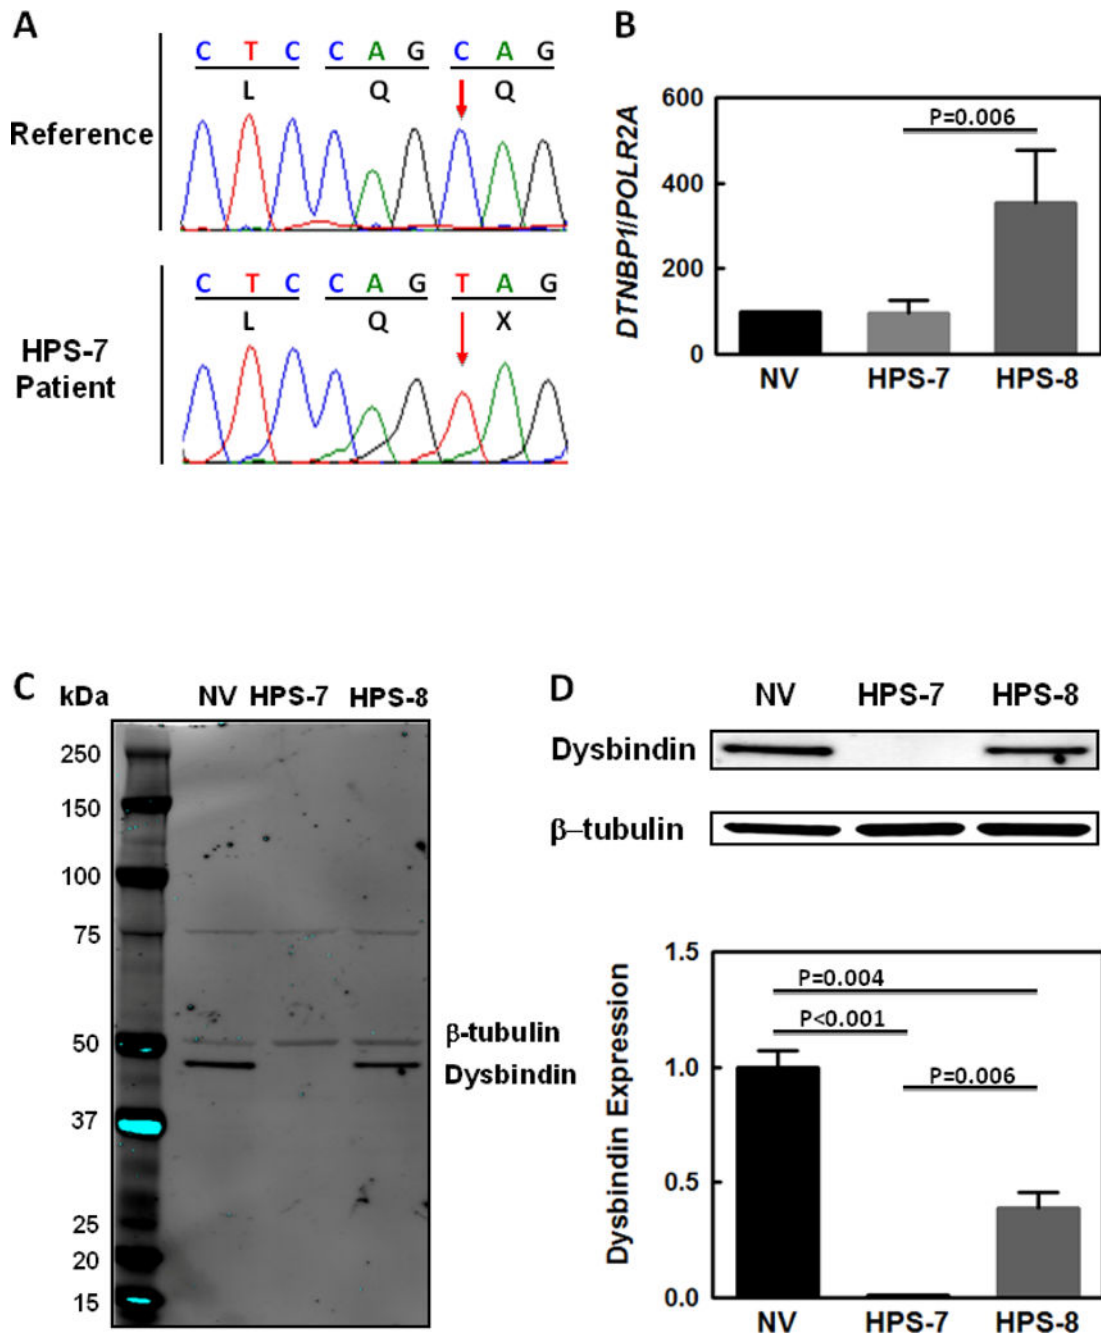 A
C T C C A G C A G
L Q Q
Reference
C T C C A G T A G
L Q X
HPS-7
Patient
B
DTNBP1/POLR2A
600
400
200
0
P=0.006
NV HPS-7 HPS-8
C
kDa NV HPS-7 HPS-8
250
150
100
75
50
37
25
20
15
β-tubulin
Dysbindin
D
NV HPS-7 HPS-8
Dysbindin
β–tubulin
Dysbindin Expression
1.5
1.0
0.5
0.0
P=0.004
P<0.001
P=0.006
NV HPS-7 HPS-8